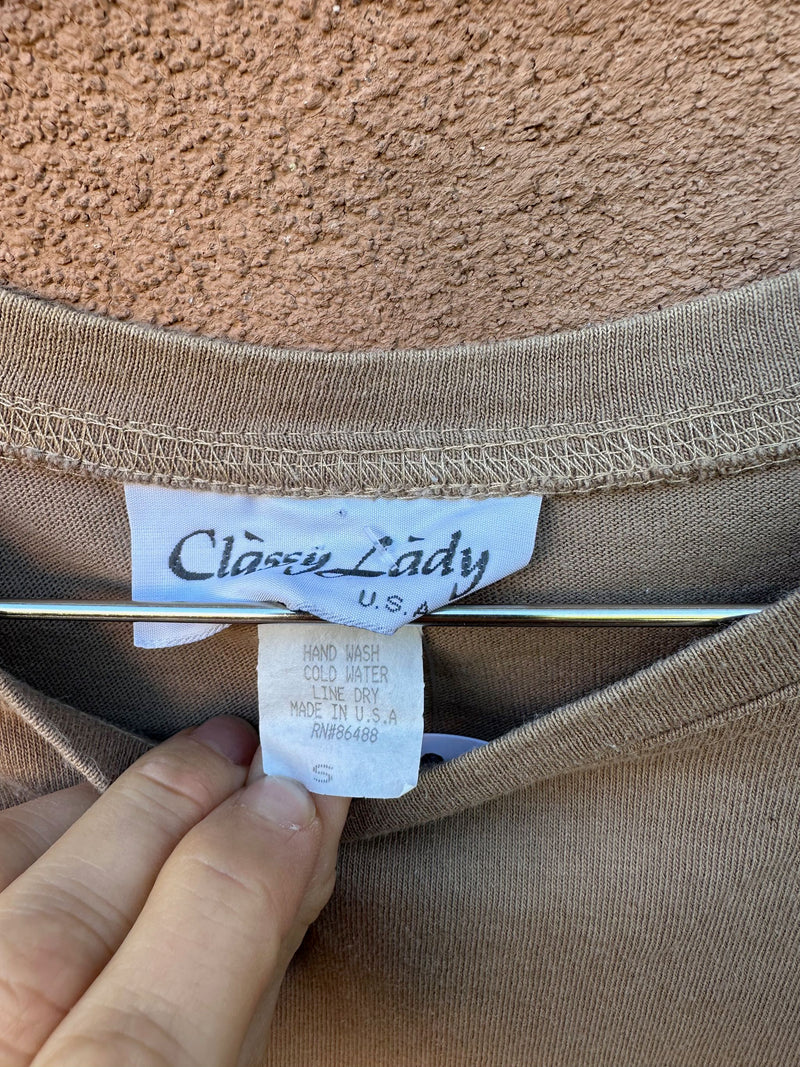 Classy Lady
U.S.A
HAND WASH
COLD WATER
LINE DRY
MADE IN U.S.A
RN#86488
S